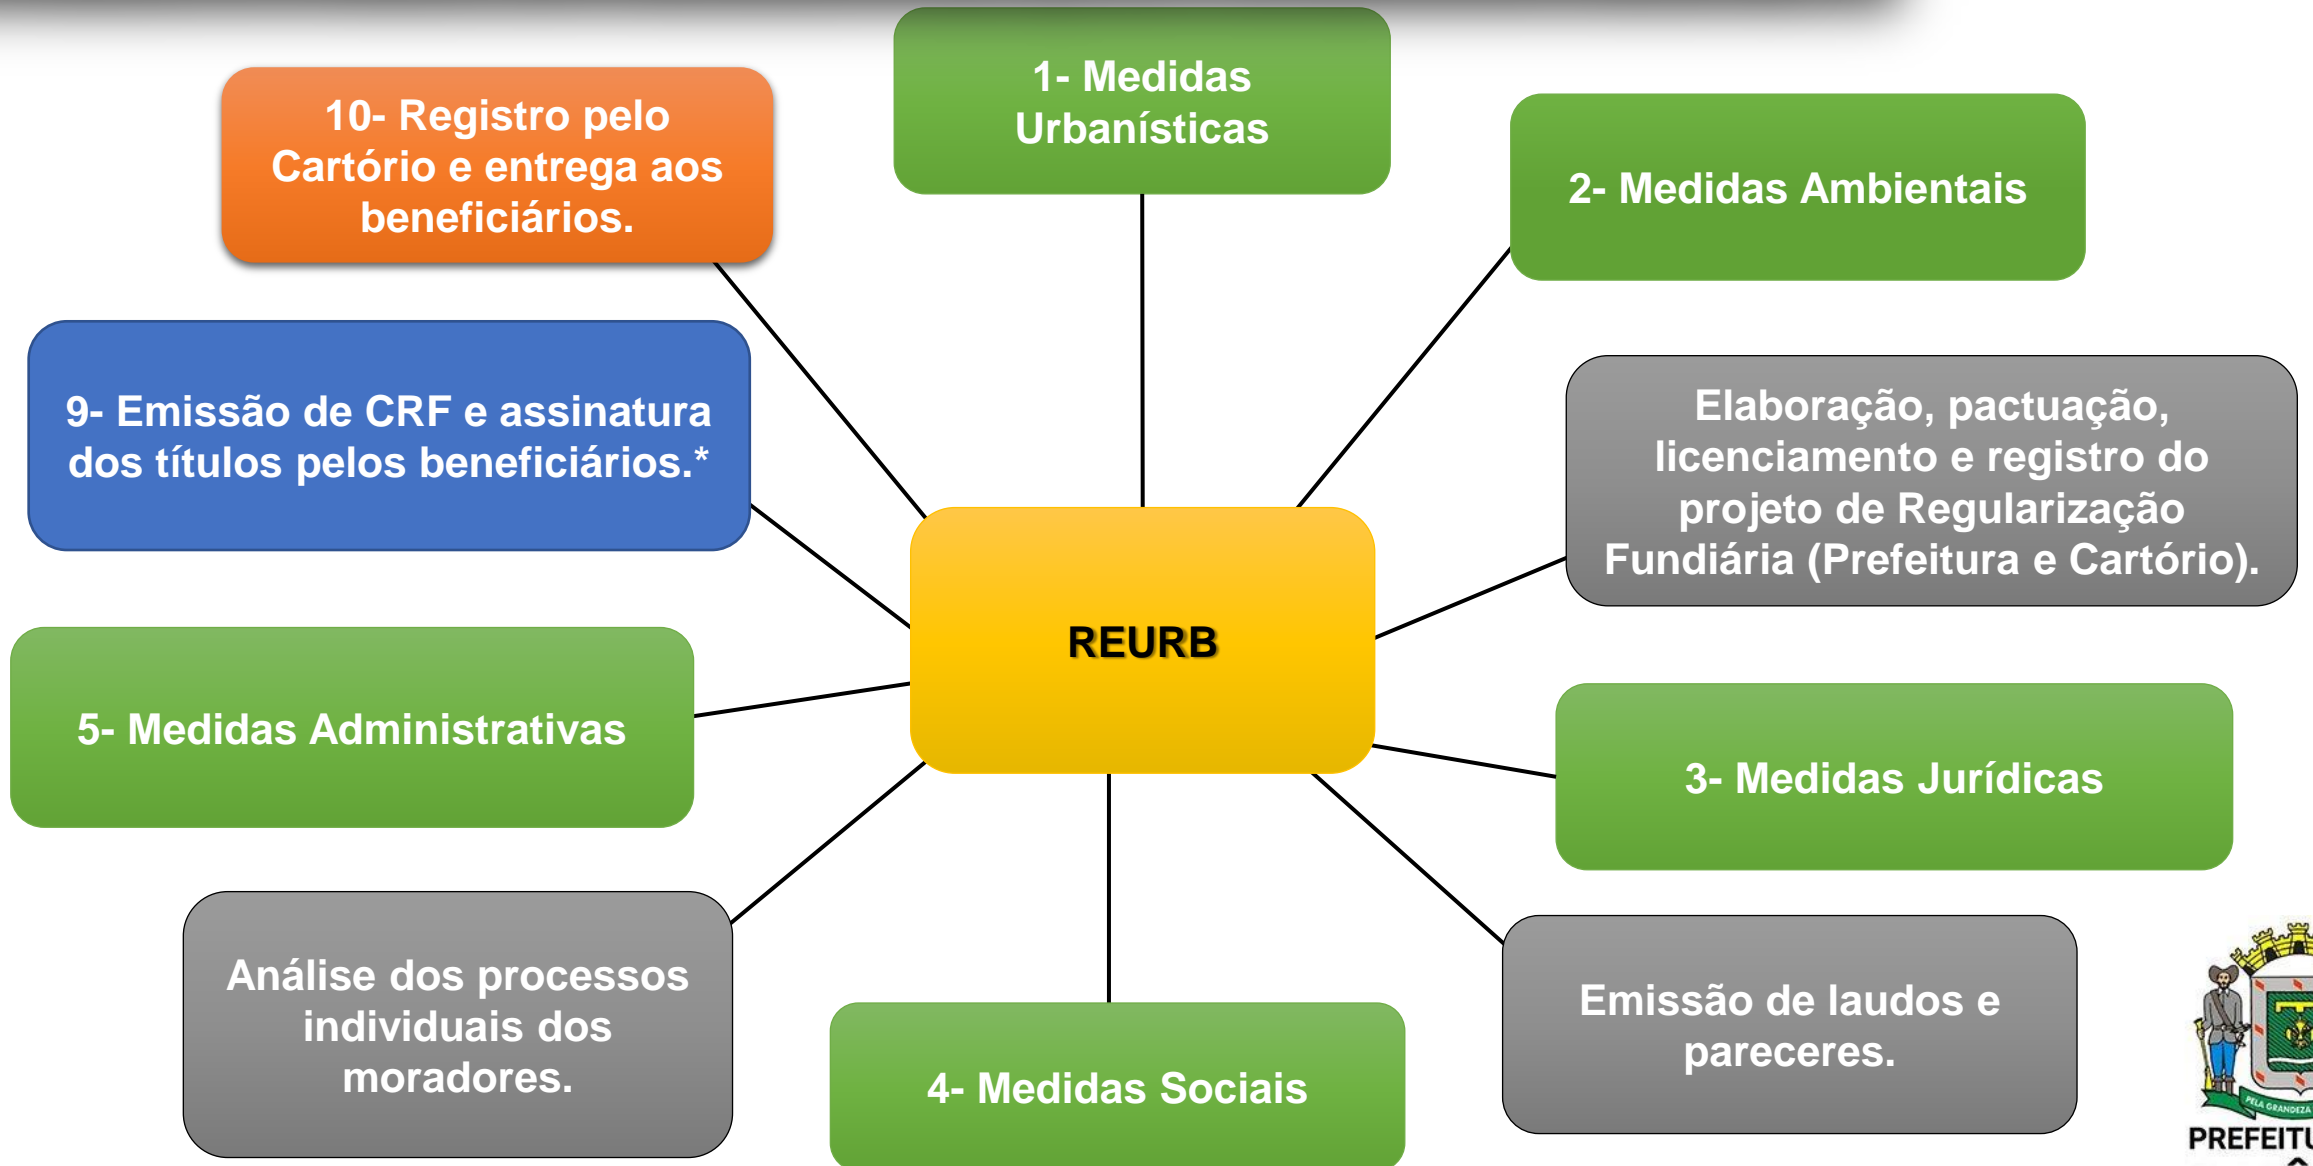 1- Medidas
Urbanísticas
10- Registro pelo
Cartório e entrega aos
beneficiários.
2- Medidas Ambientais
9- Emissão de CRF e assinatura
dos títulos pelos beneficiários.*
Elaboração, pactuação,
licenciamento e registro do
projeto de Regularização
Fundiária (Prefeitura e Cartório).
REURB
5- Medidas Administrativas
3- Medidas Jurídicas
Análise dos processos
individuais dos
moradores.
4- Medidas Sociais
Emissão de laudos e
pareceres.
PELA GRANDEZA
PREFEITU